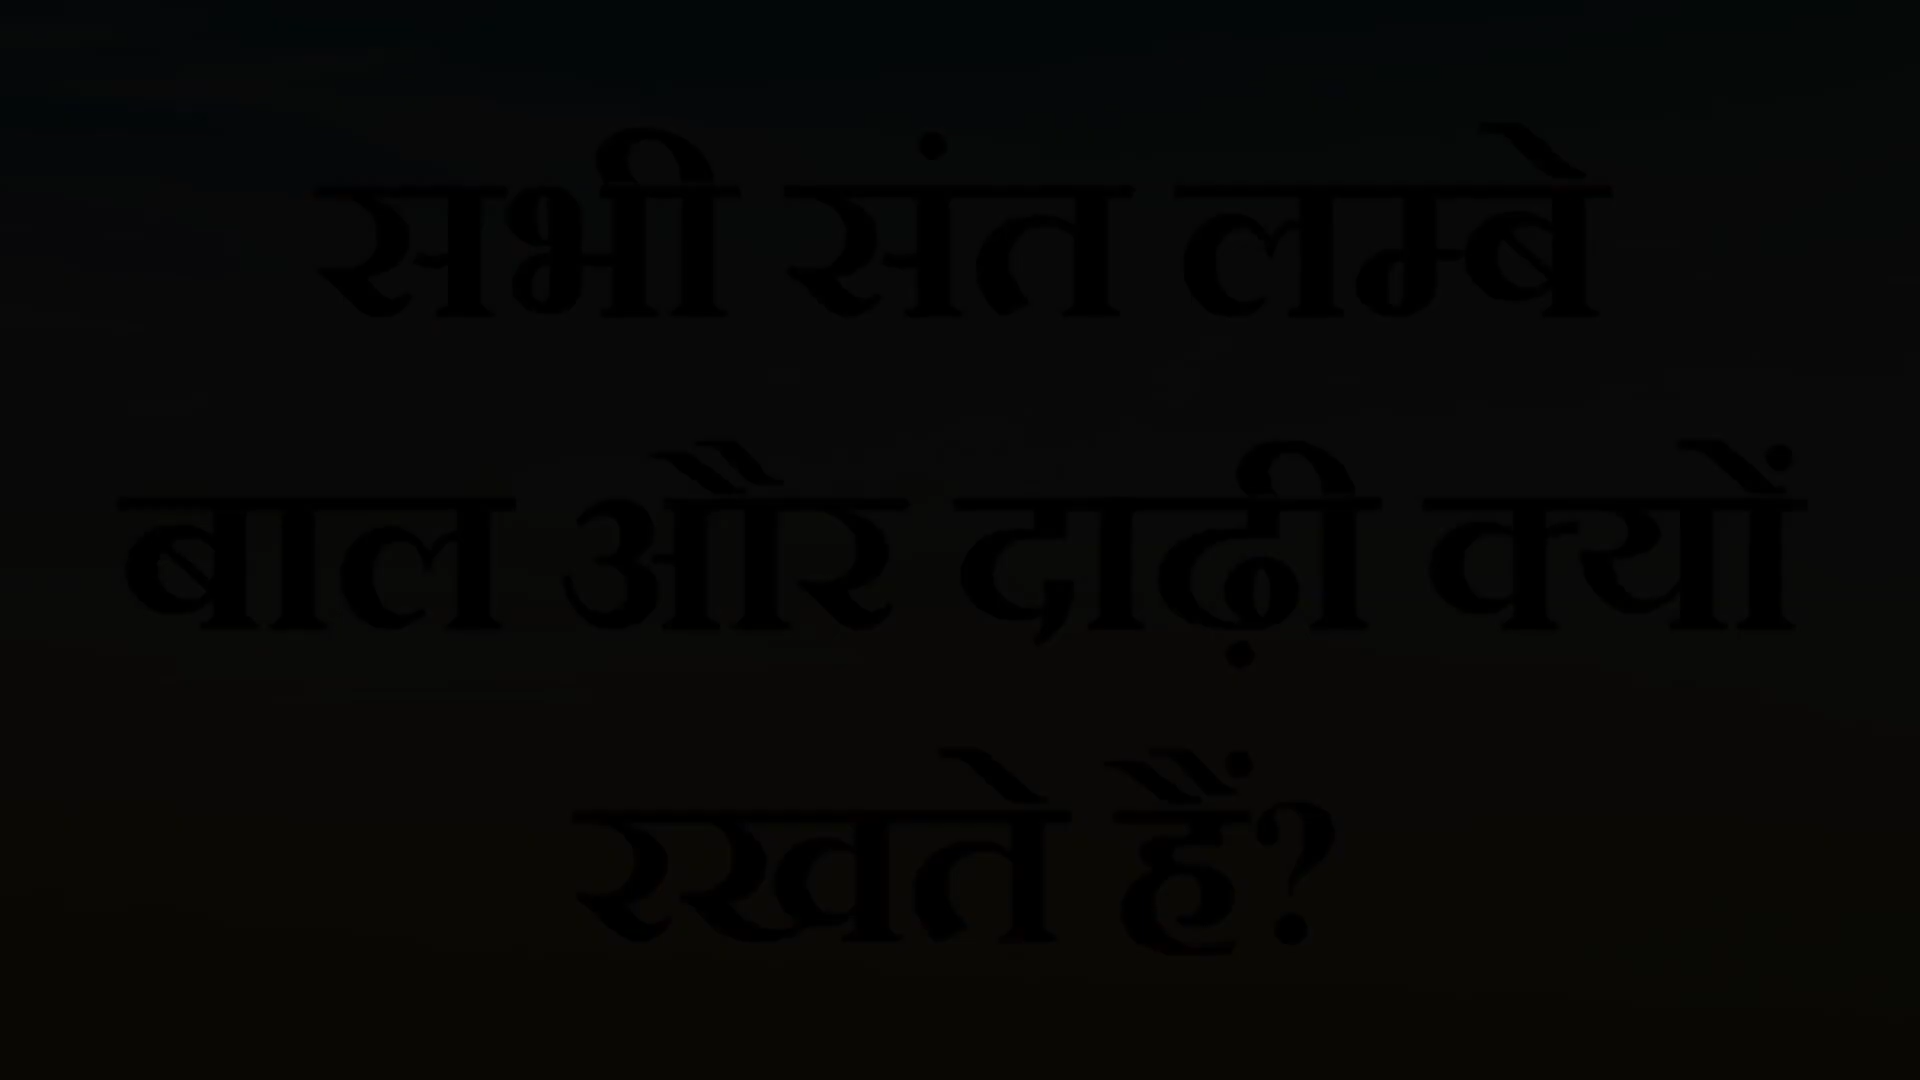 सभी संत लम्बे
बाल और दाढ़ी क्यों
रखते हैं?